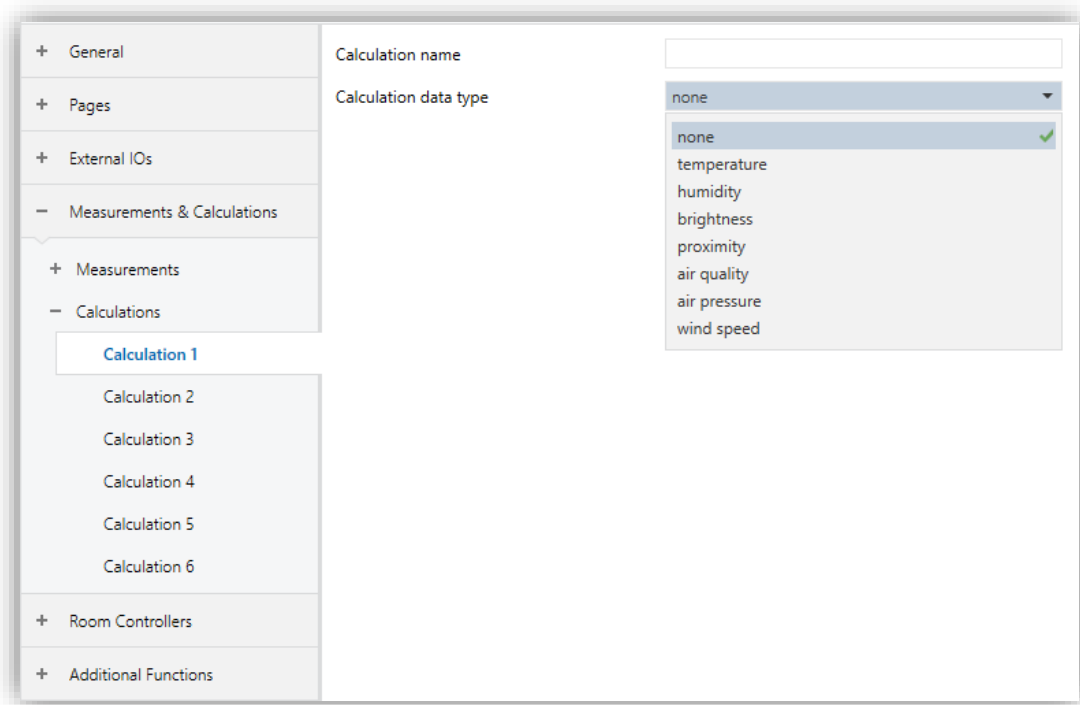 General
Pages
External IOs
Measurements & Calculations
Measurements
Calculations
Calculation 1
Calculation 2
Calculation 3
Calculation 4
Calculation 5
Calculation 6
Room Controllers
Additional Functions
Calculation name
Calculation data type
none
none
temperature
humidity
brightness
proximity
air quality
air pressure
wind speed